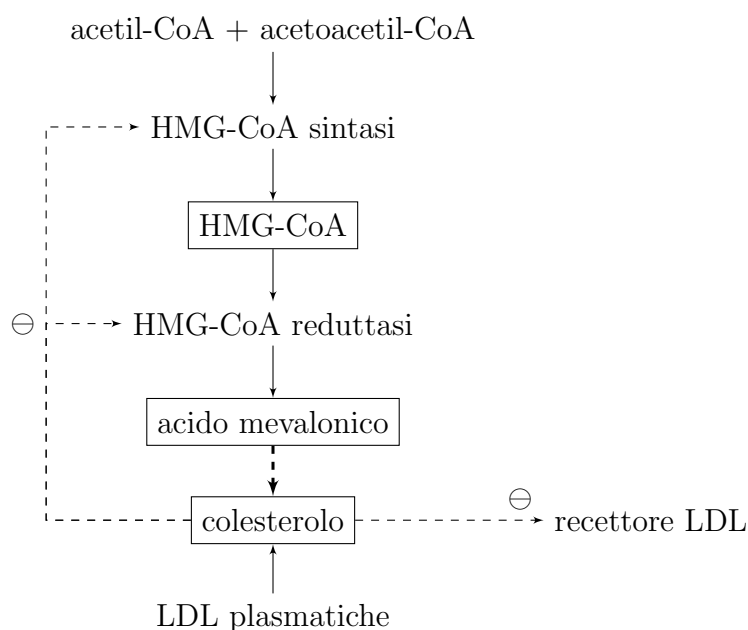 acetil-CoA + acetoacetil-CoA
HMG-CoA sintasi
HMG-CoA
⊖
HMG-CoA reduttasi
acido mevalonico
⊖
colesterolo
recettore LDL
LDL plasmatiche